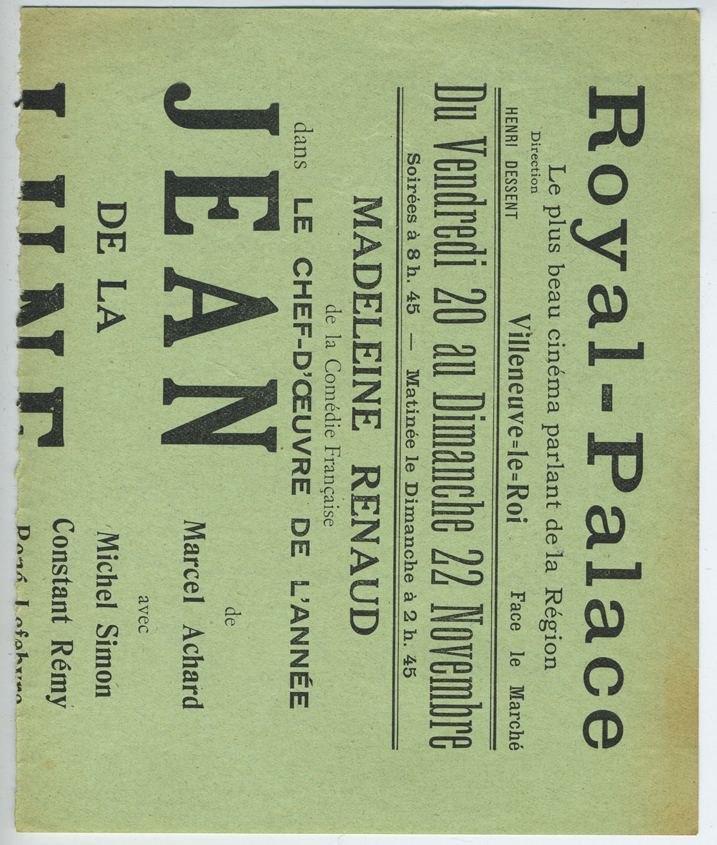 Royal-Palace
Le plus beau cinéma parlant de la Région
Direction
HENRI DESSENT
Villeneuve=le=Roi
Face le Marché
Du Vendredi 20 au Dimanche 22 Novembre
Soirées à 8 h. 45 — Matinée le Dimanche à 2 h. 45
MADELEINE RENAUD
de la Comédie Française
dans LE CHEF-D'ŒUVRE DE L'ANNÉE
JEAN
DE LA
LUNE
de
Marcel Achard
avec
Michel Simon
Constant Rémy
René Lefebvre